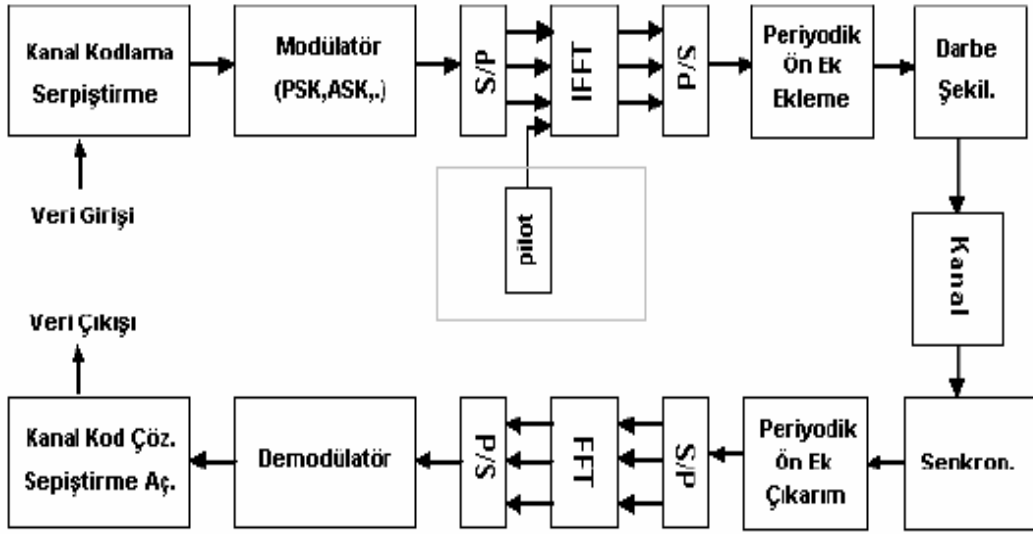 Kanal Kodlama
Serpiştirme
Modülatör
(PSK,ASK,.)
S/P
IFFT
S/P
Periyodik
Ön Ek
Ekleme
Darbe
Şekil.
Veri Girişi
pilot
Kanal
Veri Çıkışı
Kanal Kod Çöz.
Sepiştirme Aç.
Demodülatör
P/S
FFT
S/P
Periyodik
Ön Ek
Çıkarım
Senkron.